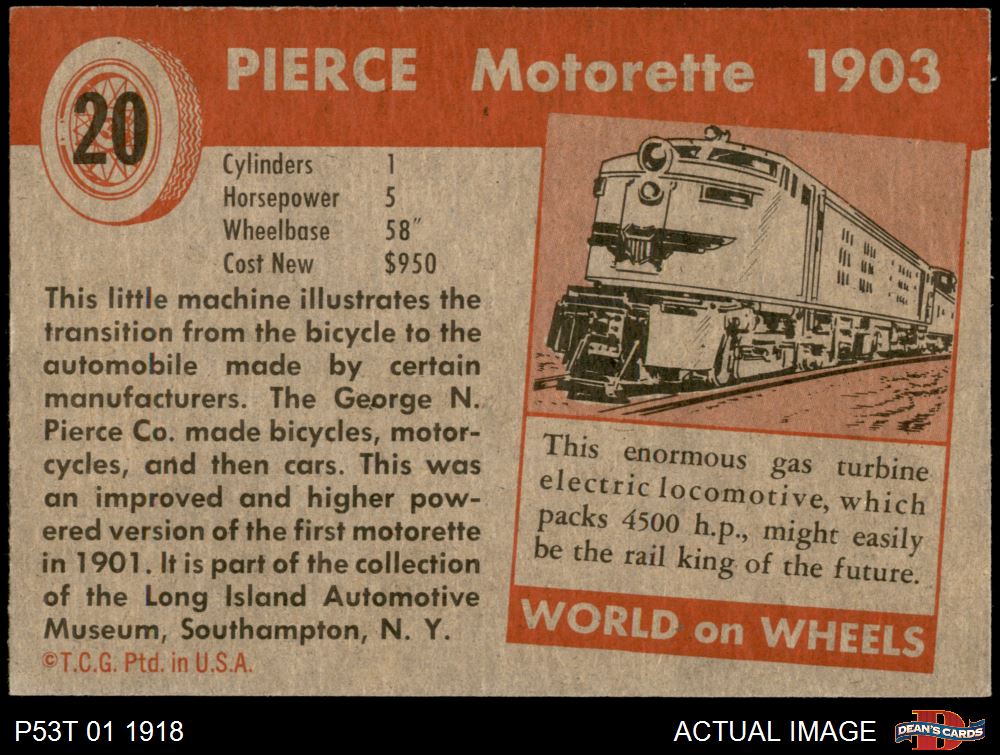 20
PIERCE Motorette 1903
Cylinders 1
Horsepower 5
Wheelbase 58"
Cost New $950
This little machine illustrates the
transition from the bicycle to the
automobile made by certain
manufacturers. The George N.
Pierce Co. made bicycles, motor-
cycles, and then cars. This was
an improved and higher pow-
ered version of the first motorette
in 1901. It is part of the collection
of the Long Island Automotive
Museum, Southampton, N. Y.
©T.C.G. Ptd. in U.S.A.
This enormous gas turbine
electric locomotive, which
packs 4500 h.p., might easily
be the rail king of the future.
WORLD on WHEELS
P53T 01 1918
ACTUAL IMAGE
D
DEAN'S CARDS